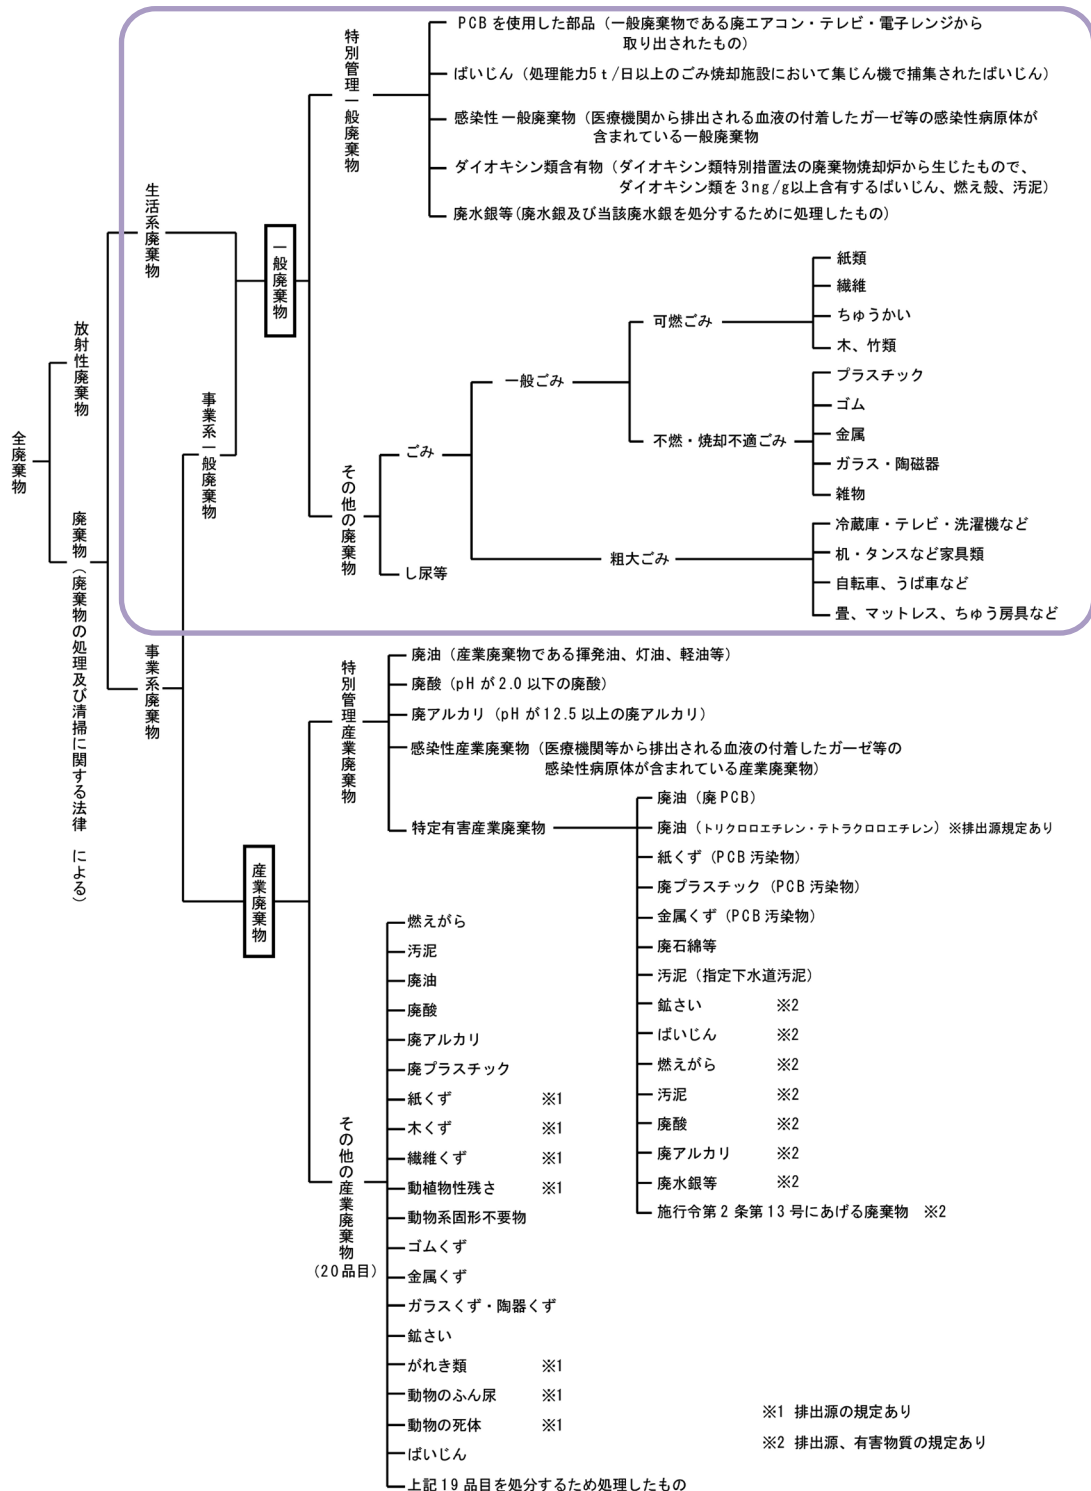 全廃棄物
放射性廃棄物
廃棄物（廃棄物の処理及び清掃に関する法律 による）
生活系廃棄物
事業系一般廃棄物
事業系廃棄物
一般廃棄物
特別管理一般廃棄物
PCBを使用した部品（一般廃棄物である廃エアコン・テレビ・電子レンジから
取り出されたもの）
ばいじん（処理能力5t/日以上のごみ焼却施設において集じん機で捕集されたばいじん）
感染性一般廃棄物（医療機関から排出される血液の付着したガーゼ等の感染性病原体が
含まれている一般廃棄物
ダイオキシン類含有物（ダイオキシン類特別措置法の廃棄物焼却炉から生じたもので、
ダイオキシン類を3ng/g以上含有するばいじん、燃え殻、汚泥）
廃水銀等(廃水銀及び当該廃水銀を処分するために処理したもの)
その他の廃棄物
ごみ
し尿等
一般ごみ
粗大ごみ
可燃ごみ
不燃・焼却不適ごみ
紙類
繊維
ちゅうかい
木、竹類
プラスチック
ゴム
金属
ガラス・陶磁器
雑物
冷蔵庫・テレビ・洗濯機など
机・タンスなど家具類
自転車、うば車など
畳、マットレス、ちゅう房具など
産業廃棄物
特別管理産業廃棄物
廃油（産業廃棄物である揮発油、灯油、軽油等）
廃酸（pHが2.0以下の廃酸）
廃アルカリ（pHが12.5以上の廃アルカリ）
感染性産業廃棄物（医療機関等から排出される血液の付着したガーゼ等の
感染性病原体が含まれている産業廃棄物）
特定有害産業廃棄物
廃油（廃PCB）
廃油（トリクロロエチレン・テトラクロロエチレン）※排出源規定あり
紙くず（PCB汚染物）
廃プラスチック（PCB汚染物）
金属くず（PCB汚染物）
廃石綿等
汚泥（指定下水道汚泥）
鉱さい ※2
ばいじん ※2
燃えがら ※2
汚泥 ※2
廃酸 ※2
廃アルカリ ※2
廃水銀等 ※2
施行令第2条第13号にあげる廃棄物 ※2
その他の産業廃棄物
（20品目）
燃えがら
汚泥
廃油
廃酸
廃アルカリ
廃プラスチック
紙くず ※1
木くず ※1
繊維くず ※1
動植物性残さ ※1
動物系固形不要物
ゴムくず
金属くず
ガラスくず・陶器くず
鉱さい
がれき類 ※1
動物のふん尿 ※1
動物の死体 ※1
ばいじん
上記19品目を処分するため処理したもの
※1 排出源の規定あり
※2 排出源、有害物質の規定あり